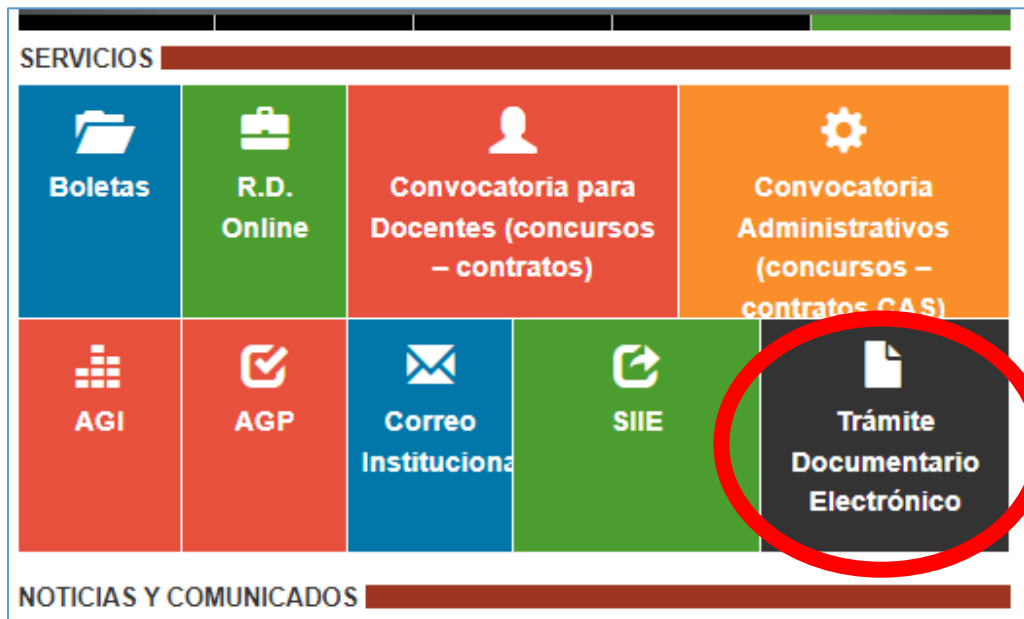 SERVICIOS
Boletas
R.D.
Online
Convocatoria para
Docentes (concursos
– contratos)
Convocatoria
Administrativos
(concursos –
contratos CAS)
AGI
AGP
Correo
Instituciona
SIIE
Trámite
Documentario
Electrónico
NOTICIAS Y COMUNICADOS